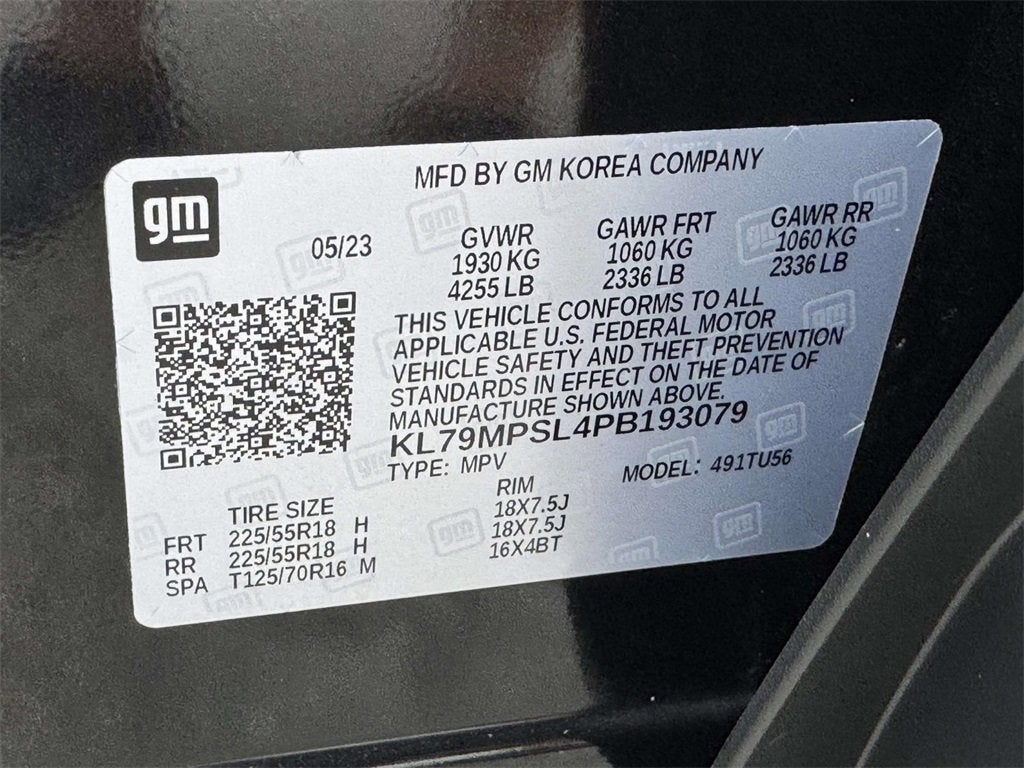 MFD BY GM KOREA COMPANY
gm
05/23
GVWR GAWR FRT GAWR RR
1930 KG 1060 KG 1060 KG
4255 LB 2336 LB 2336 LB
THIS VEHICLE CONFORMS TO ALL
APPLICABLE U.S. FEDERAL MOTOR
VEHICLE SAFETY AND THEFT PREVENTION
STANDARDS IN EFFECT ON THE DATE OF
MANUFACTURE SHOWN ABOVE.
KL79MPSL4PB193079
TYPE: MPV MODEL: 491TU56
TIRE SIZE RIM
FRT 225/55R18 H 18X7.5J
RR 225/55R18 H 18X7.5J
SPA T125/70R16 M 16X4BT